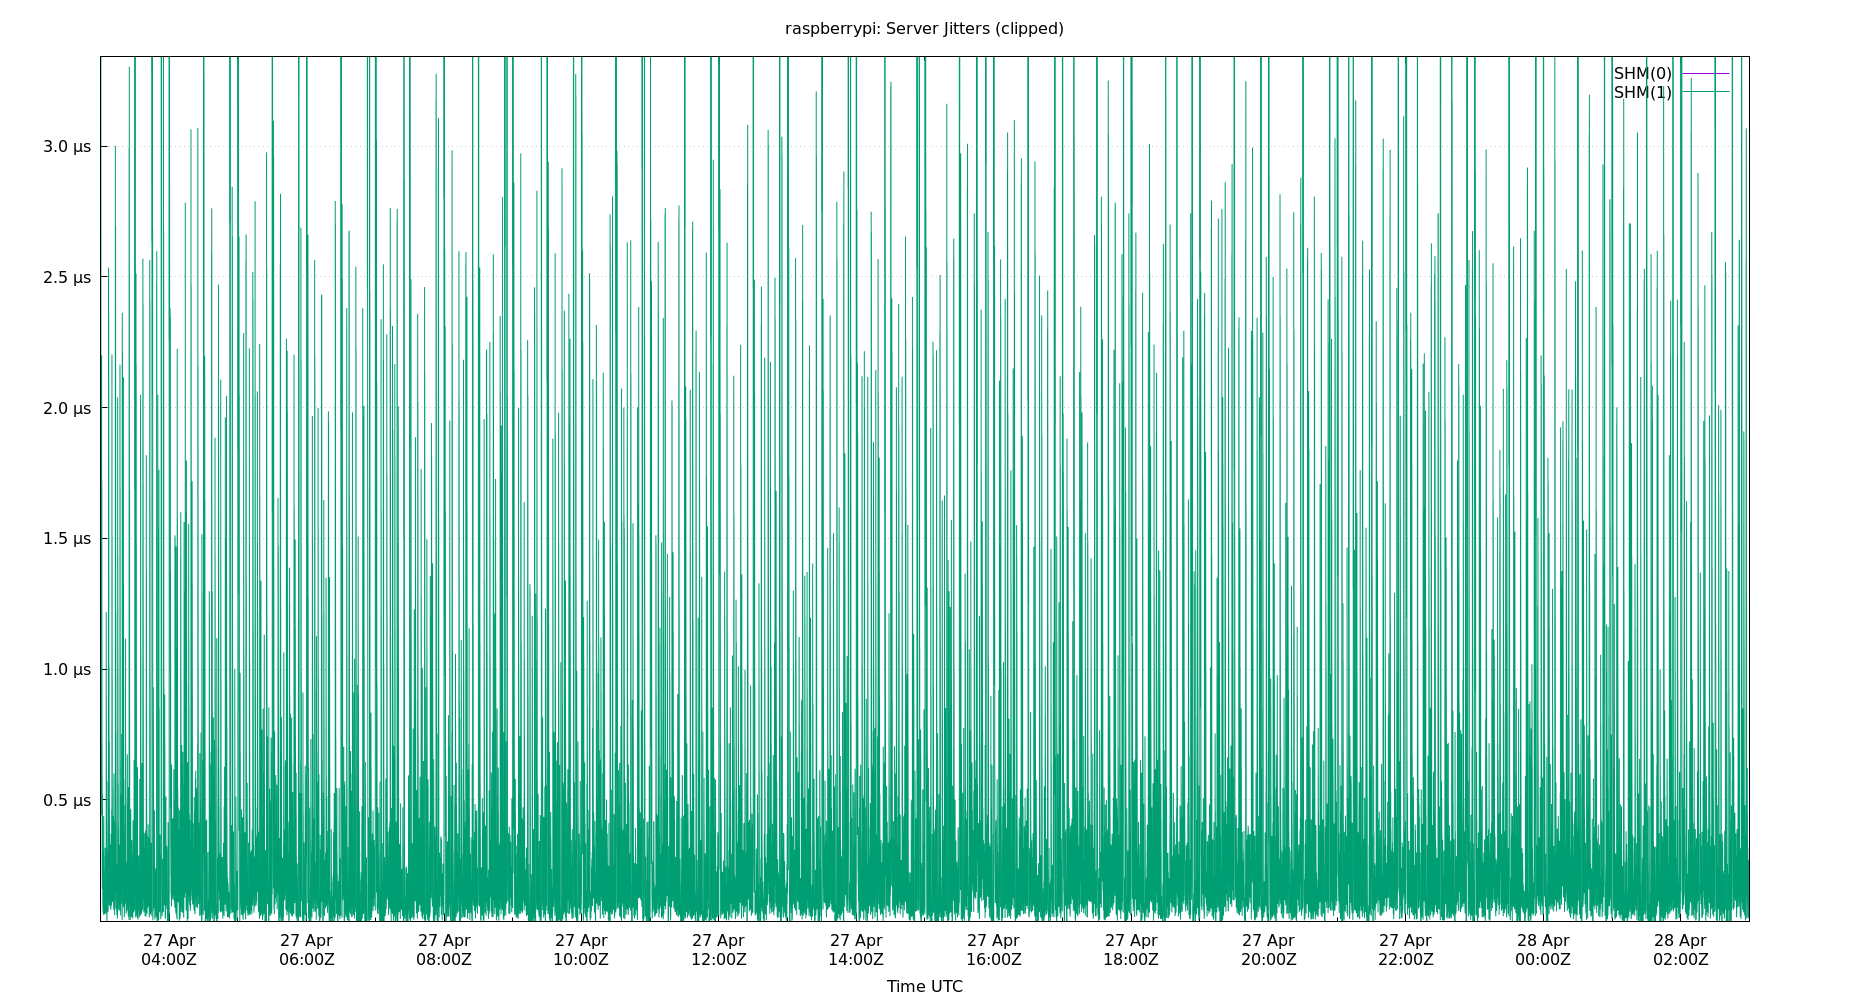 raspberrypi: Server Jitters (clipped)
SHM(0)
SHM(1)
3.0 µs
2.5 µs
2.0 µs
1.5 µs
1.0 µs
0.5 µs
27 Apr 27 Apr 27 Apr 27 Apr 27 Apr 27 Apr 27 Apr 27 Apr 27 Apr 27 Apr 28 Apr 28 Apr
04:00Z 06:00Z 08:00Z 10:00Z 12:00Z 14:00Z 16:00Z 18:00Z 20:00Z 22:00Z 00:00Z 02:00Z
Time UTC